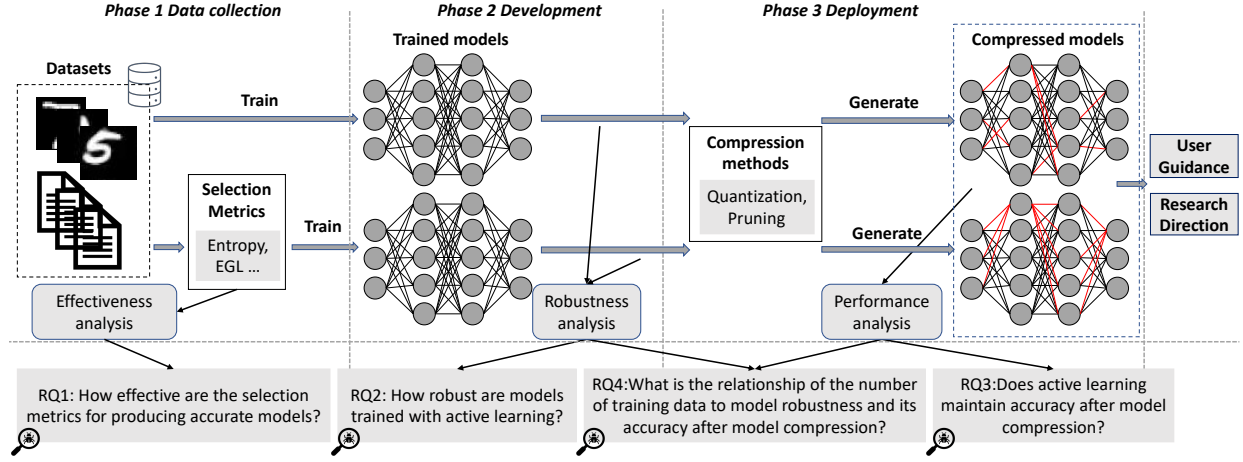 Phase 1 Data collection
Phase 2 Development
Phase 3 Deployment
Datasets
5
Train
Selection
Metrics
Entropy,
EGL ...
Train
Trained models
Compression
methods
Quantization,
Pruning
Generate
Generate
Compressed models
User
Guidance
Research
Direction
Effectiveness
analysis
Robustness
analysis
Performance
analysis
RQ1: How effective are the selection
metrics for producing accurate models?
RQ2: How robust are models
trained with active learning?
RQ4:What is the relationship of the number
of training data to model robustness and its
accuracy after model compression?
RQ3:Does active learning
maintain accuracy after model
compression?